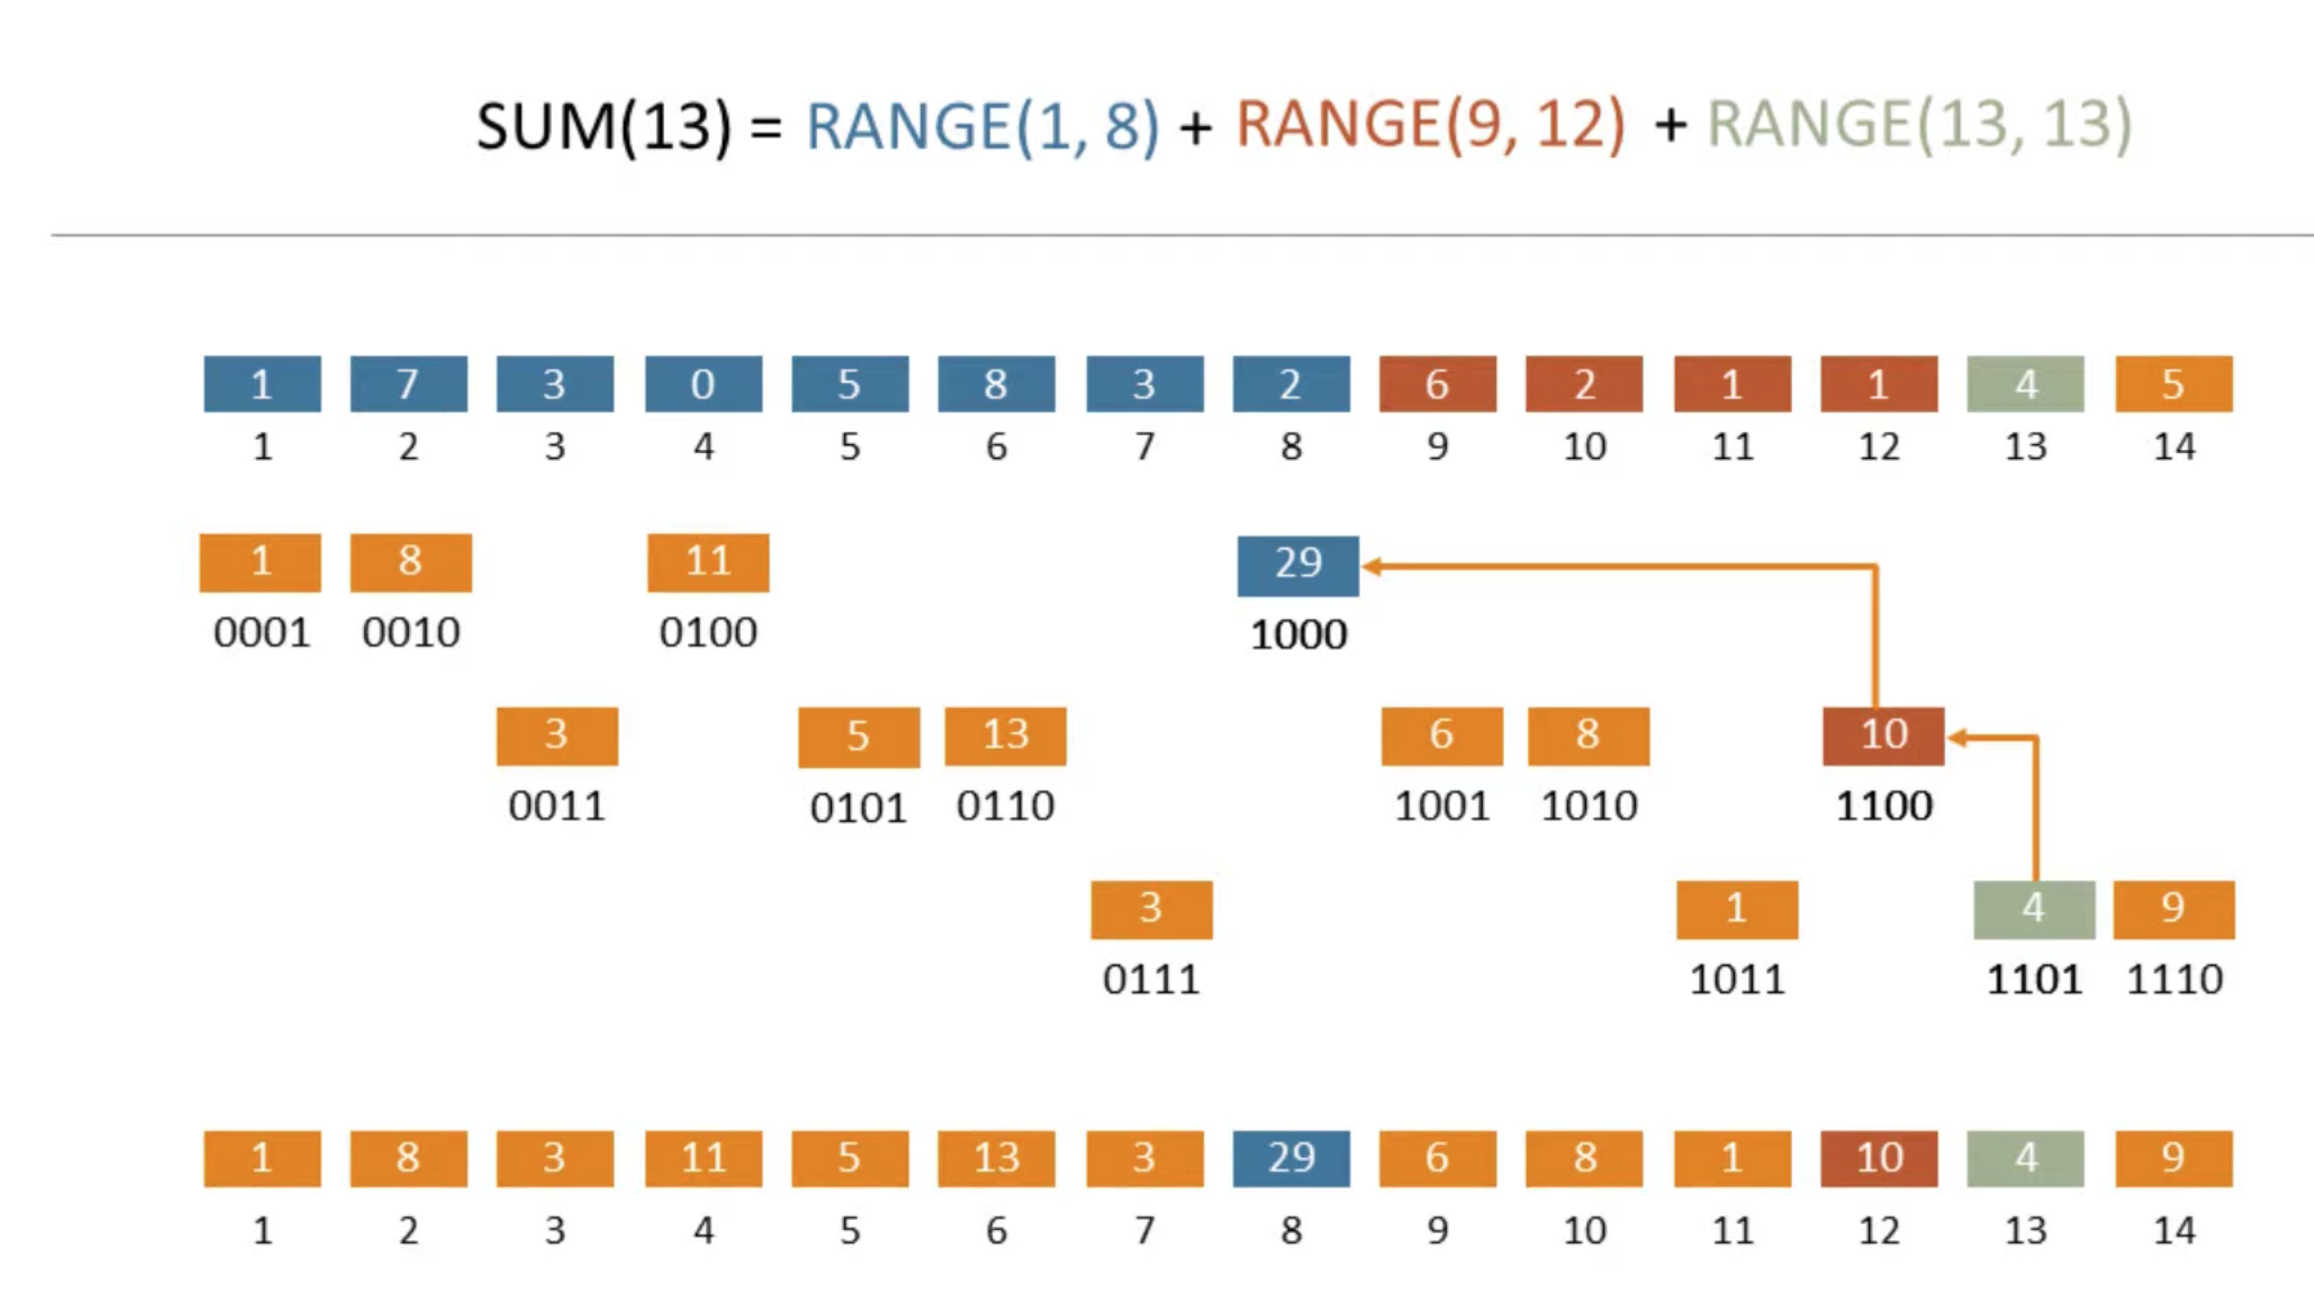 SUM(13) = RANGE(1, 8) + RANGE(9, 12) + RANGE(13, 13)
1 7 3 0 5 8 3 2 6 2 1 1 4 5
1 2 3 4 5 6 7 8 9 10 11 12 13 14
1 8 11 29
0001 0010 0100 1000
3 5 13 6 8 10
0011 0101 0110 1001 1010 1100
3 1 4 9
0111 1011 1101 1110
1 8 3 11 5 13 3 29 6 8 1 10 4 9
1 2 3 4 5 6 7 8 9 10 11 12 13 14